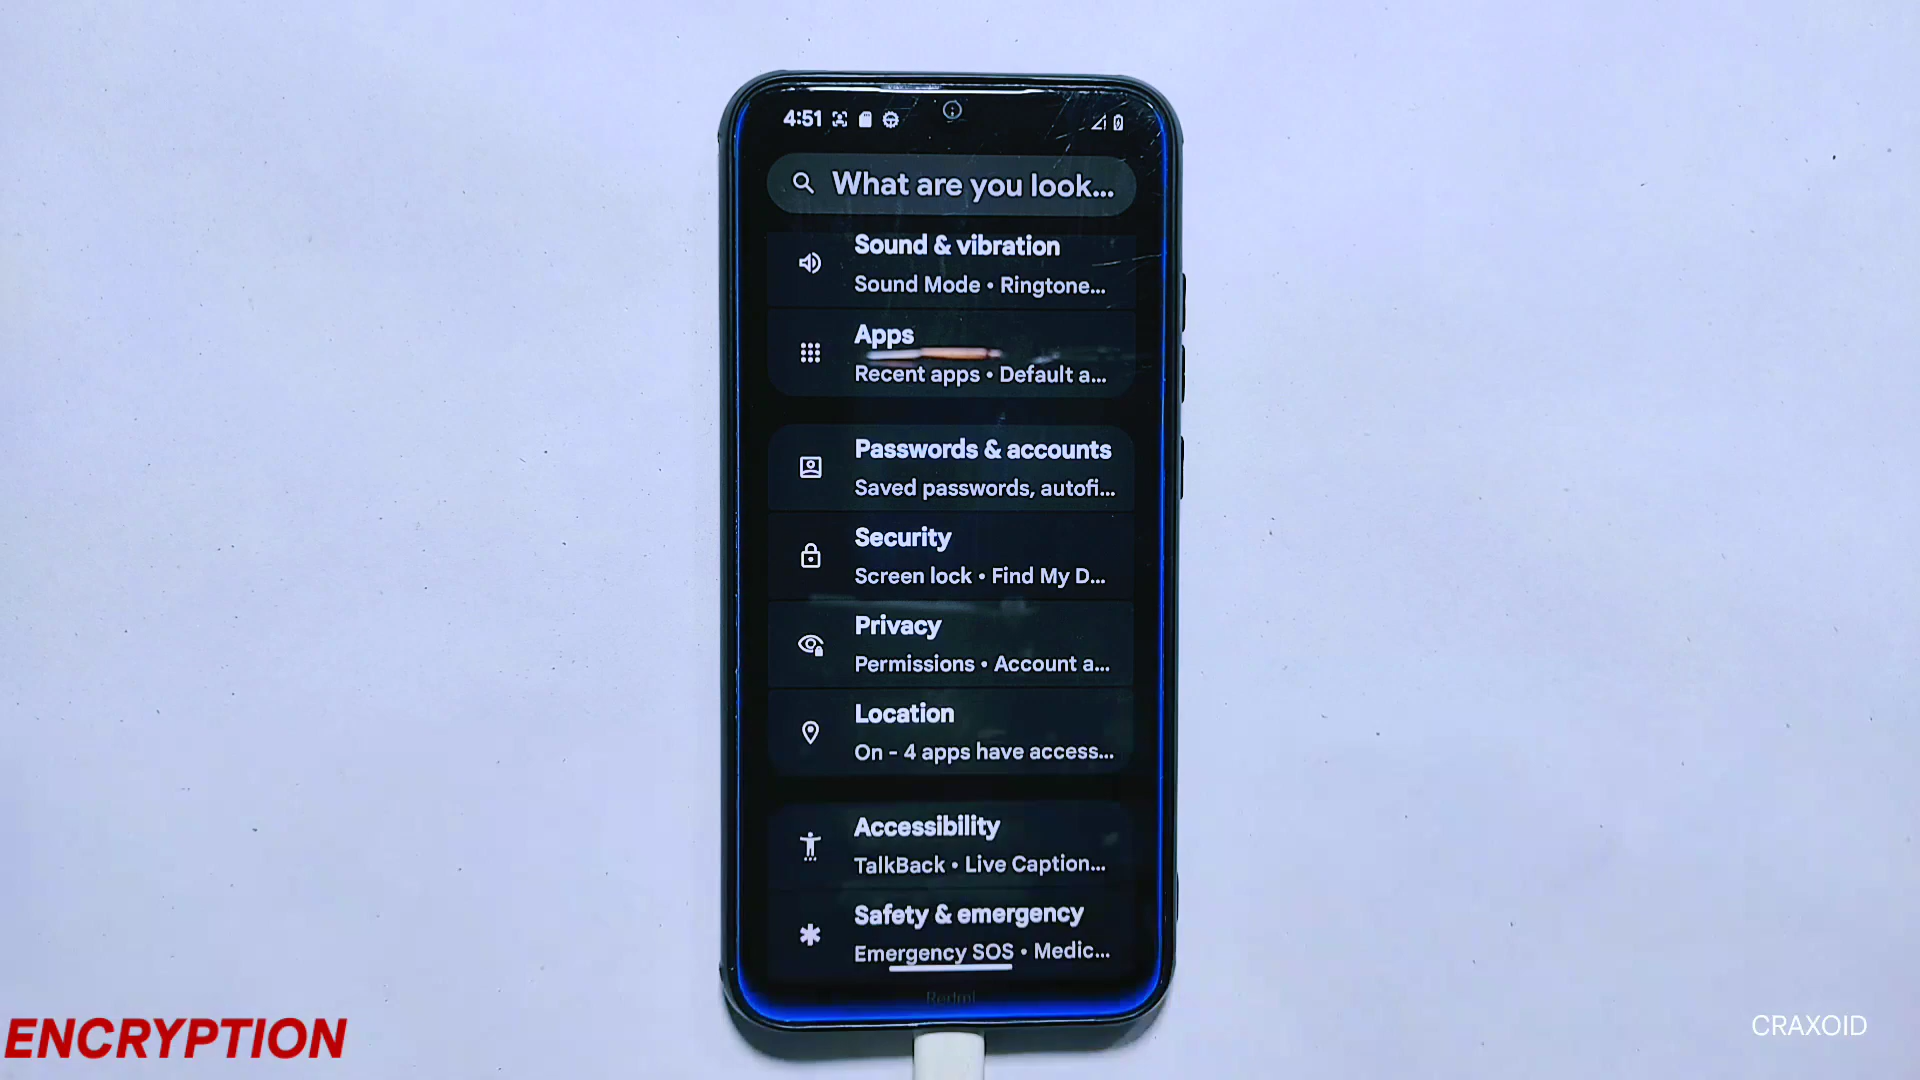 4:51
What are you look...
Sound & vibration
Sound Mode • Ringtone...
Apps
Recent apps • Default a...
Passwords & accounts
Saved passwords, autofi...
Security
Screen lock • Find My D...
Privacy
Permissions • Account a...
Location
On - 4 apps have access...
Accessibility
TalkBack • Live Caption...
Safety & emergency
Emergency SOS • Medic...
Redmi
ENCRYPTION
CRAXOID